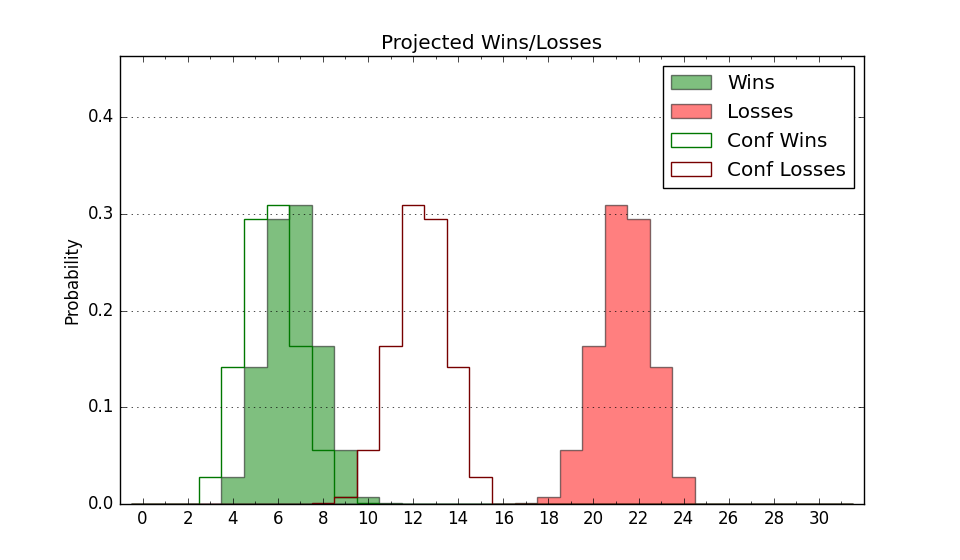 Projected Wins/Losses
Wins
Losses
Conf Wins
Conf Losses
Probability
0.4
0.3
0.2
0.1
0.0
0 2 4 6 8 10 12 14 16 18 20 22 24 26 28 30